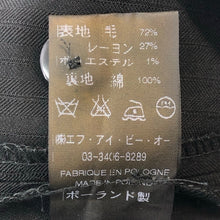 表地 毛 72%
レーヨン 27%
ポリエステル 1%
裏地 綿 100%
㈱エフ・アイ・ビー・オー
03-3406-8289
FABRIQUE EN POLOGNE
MADE IN POLAND
ポーランド製